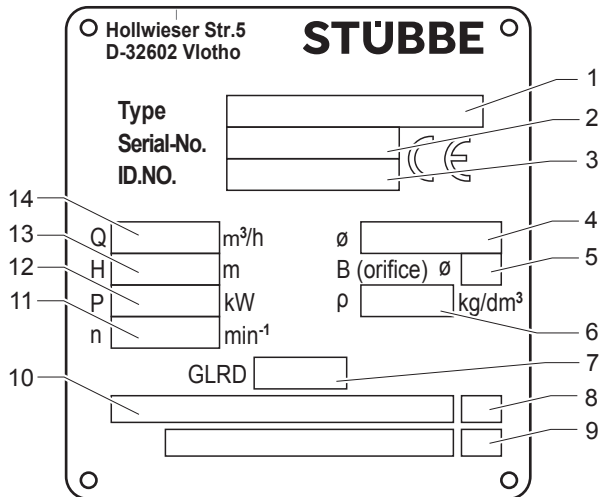 Hollwieser Str.5
D-32602 Vlotho
STÜBBE
Type
1
Serial-No.
2
CE
ID.NO.
3
14
Q m³/h
ø
4
13
H m
B (orifice) ø
5
12
P kW
ρ kg/dm³
6
11
n min⁻¹
GLRD
7
10
8
9